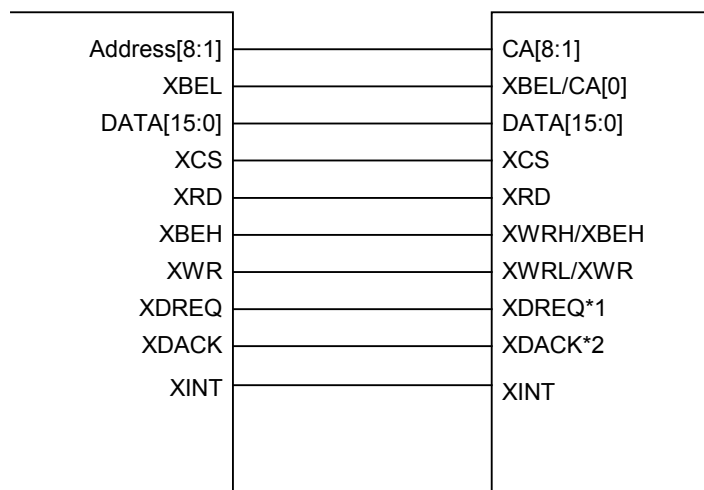 Address[8:1] CA[8:1]
XBEL XBEL/CA[0]
DATA[15:0] DATA[15:0]
XCS XCS
XRD XRD
XBEH XWRH/XBEH
XWR XWRL/XWR
XDREQ XDREQ*1
XDACK XDACK*2
XINT XINT